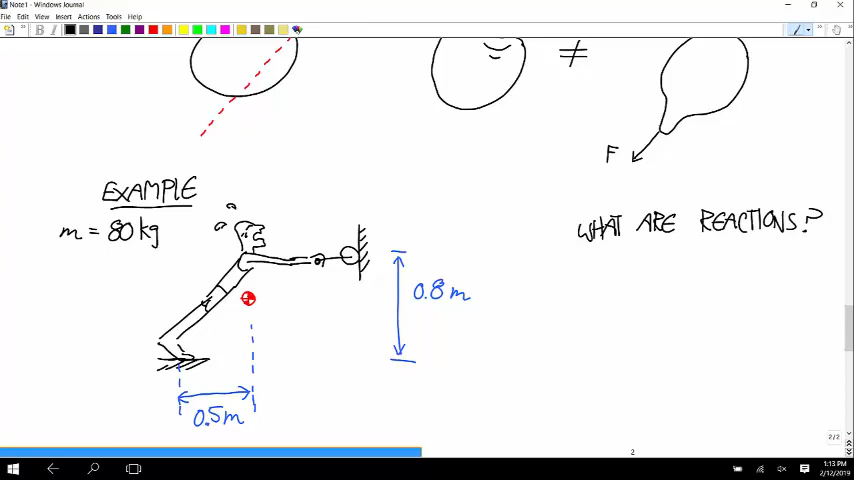 Note1 - Windows Journal
File Edit View Insert Actions Tools Help
B I
≠
F
EXAMPLE
m = 80 kg
WHAT ARE REACTIONS?
0.8 m
0.5 m
2/2
2
1:13 PM
2/12/2019